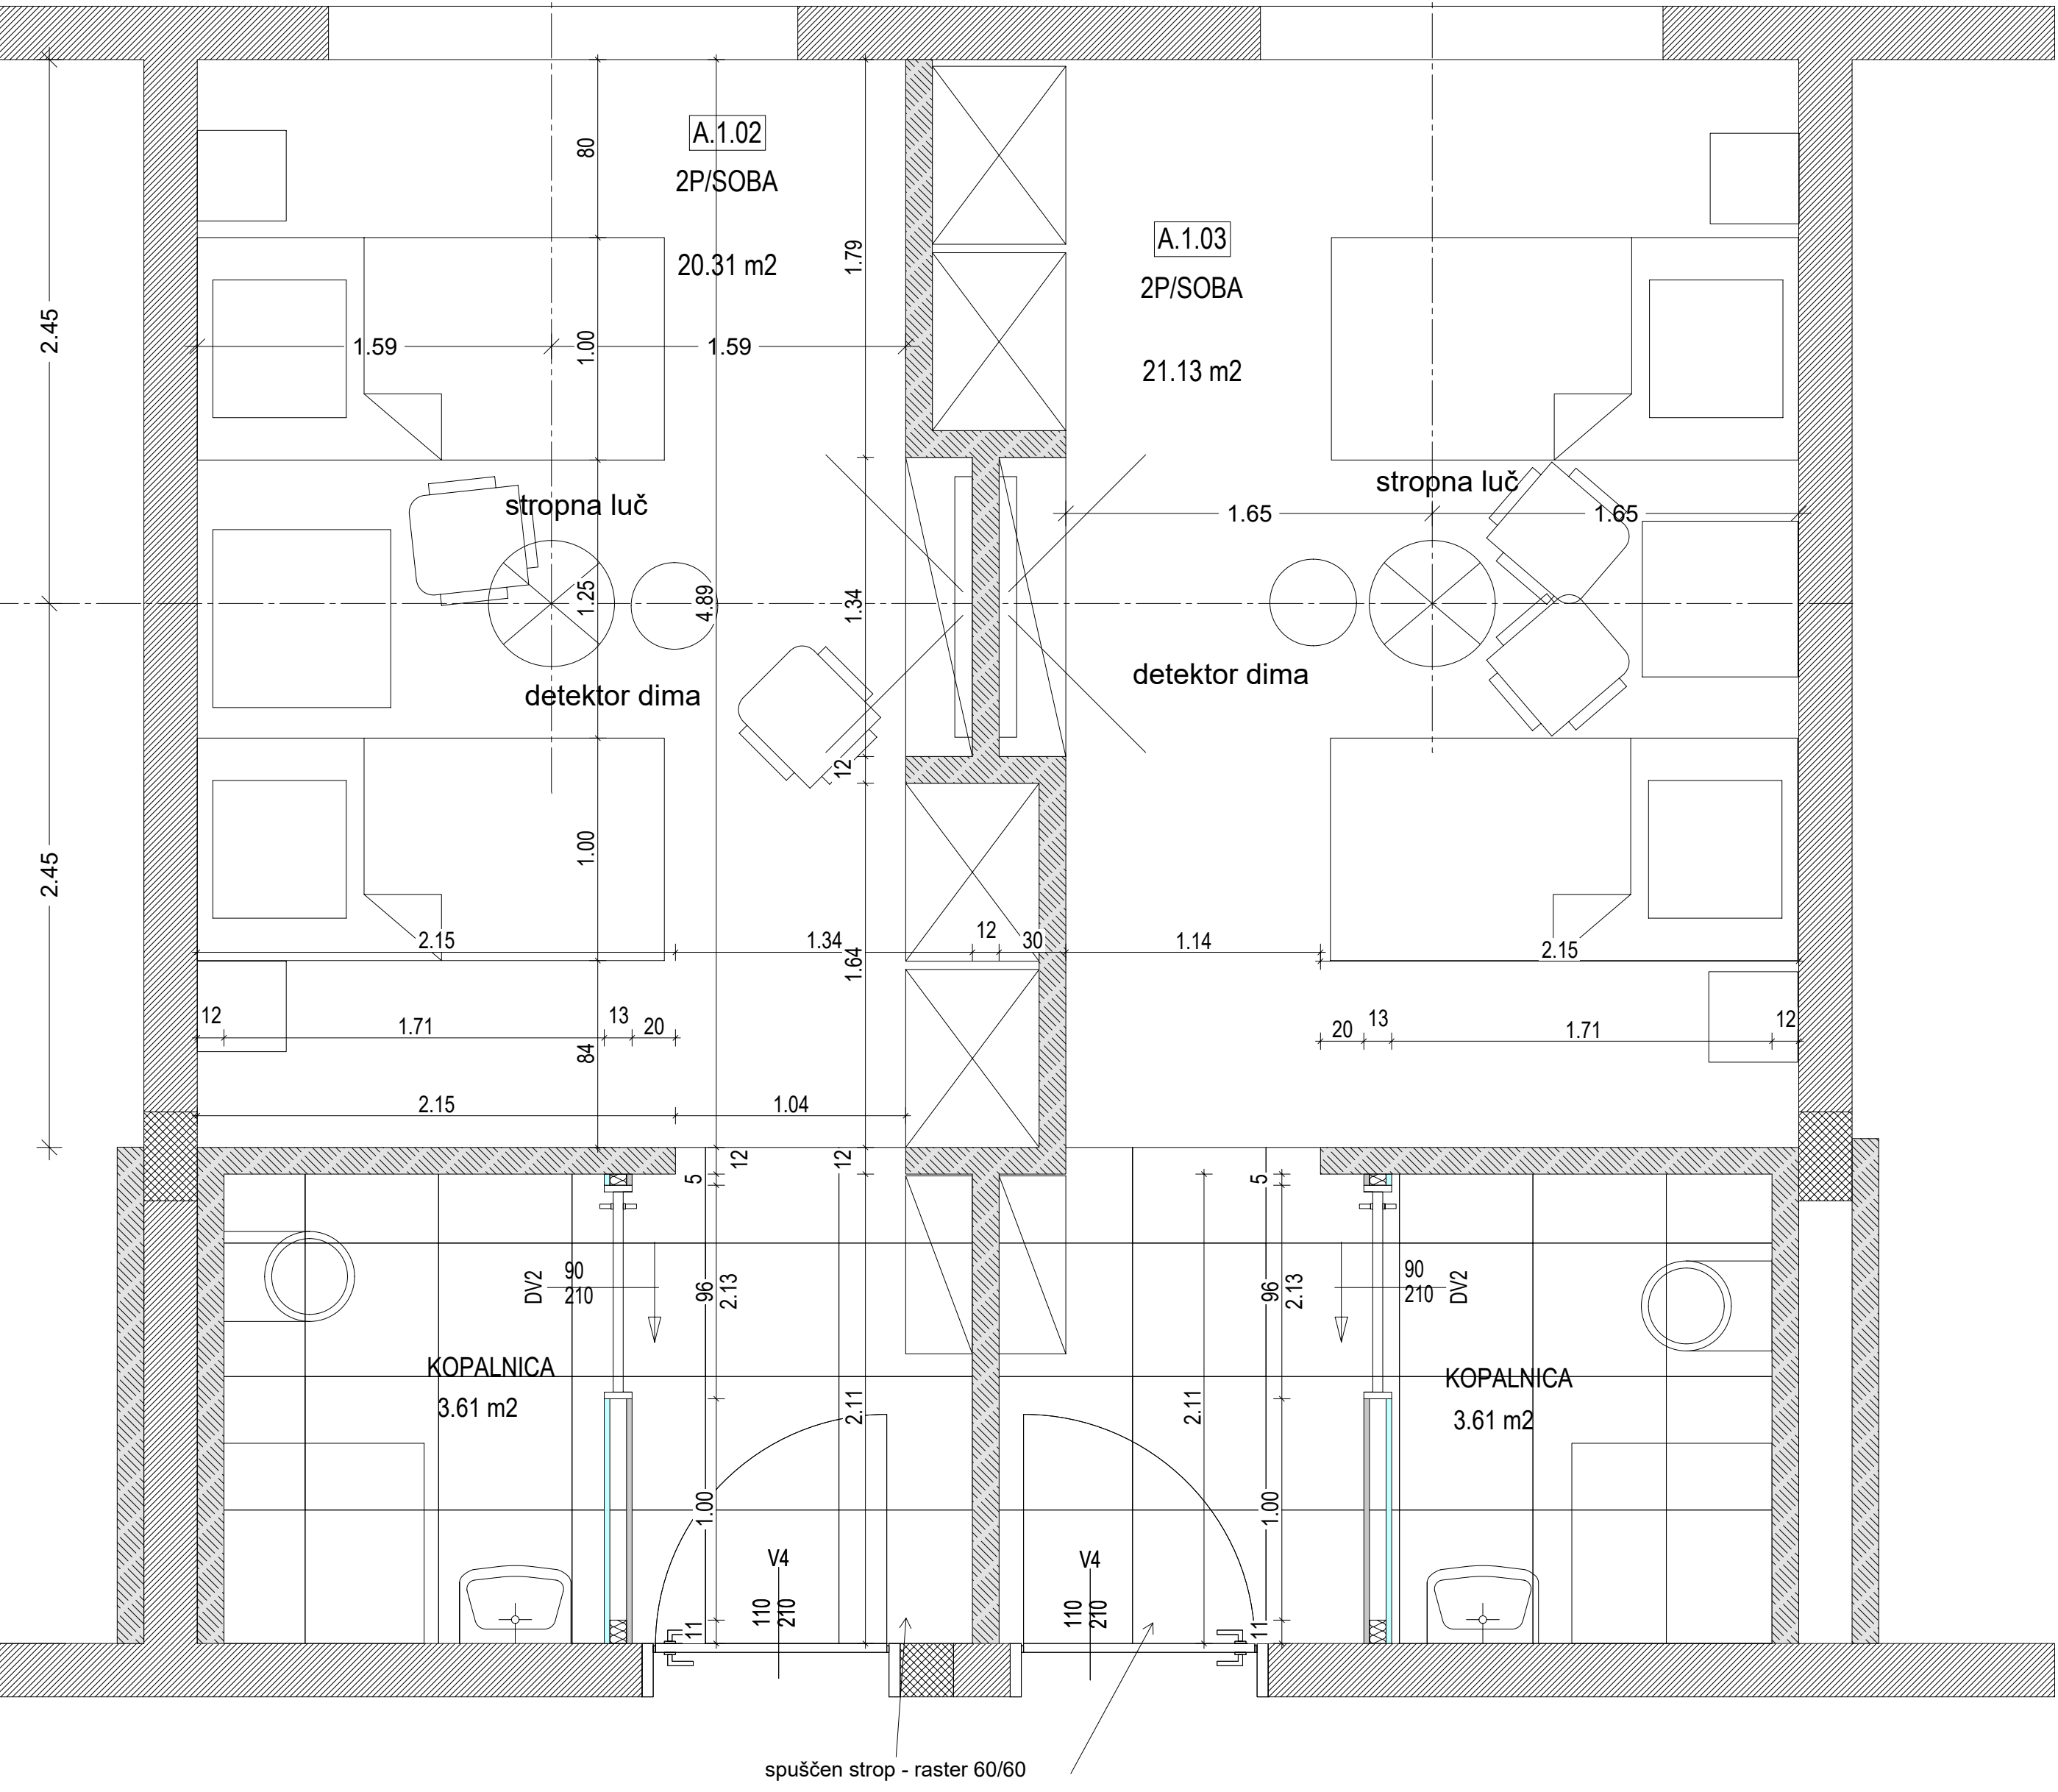 A.1.02
2P/SOBA
20.31 m2
A.1.03
2P/SOBA
21.13 m2
80
1.79
2.45
1.59
1.59
1.00
stropna luč
stropna luč
1.65
1.65
1.25
4.89
1.34
detektor dima
detektor dima
12
2.45
1.00
2.15
1.34
12
30
1.14
2.15
1.64
12
1.71
13
20
84
20
13
1.71
12
2.15
1.04
12
12
5
5
DV2
90
210
96
2.13
96
2.13
90
210
DV2
KOPALNICA
3.61 m2
2.11
2.11
KOPALNICA
3.61 m2
1.00
1.00
V4
110
210
V4
110
210
11
11
spuščen strop - raster 60/60